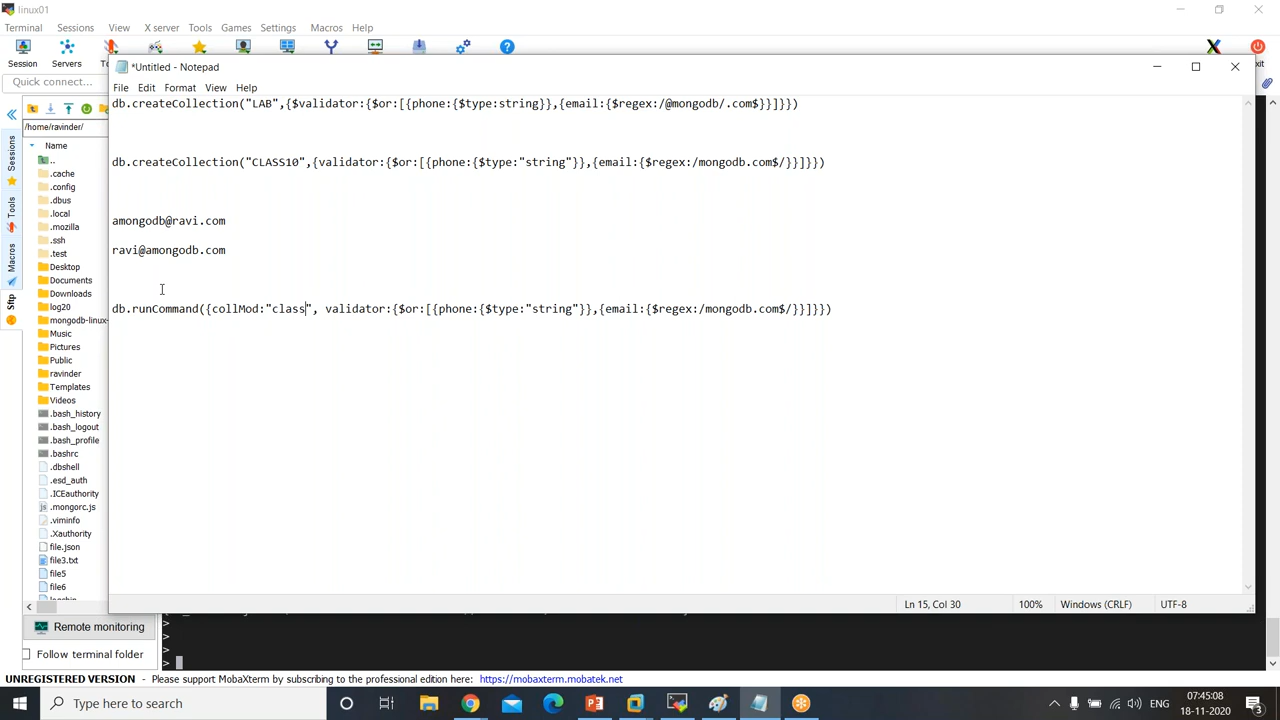 linux01
Terminal Sessions View X server Tools Games Settings Macros Help
*Untitled - Notepad
Session Servers
File Edit Format View Help
Quick connect...
db.createCollection("LAB",{$validator:{$or:[{phone:{$type:string}},{email:{$regex:/@mongodb/.com$}}]}})
/home/ravinder/
Name
..
db.createCollection("CLASS10",{validator:{$or:[{phone:{$type:"string"}},{email:{$regex:/mongodb.com$/}}]}})
.cache
.config
.dbus
.local
amongodb@ravi.com
.mozilla
.ssh
ravi@amongodb.com
.test
Desktop
Documents
Downloads
log20
db.runCommand({collMod:"class", validator:{$or:[{phone:{$type:"string"}},{email:{$regex:/mongodb.com$/}}]}})
mongodb-linux-
Music
Pictures
Public
ravinder
Templates
Videos
.bash_history
.bash_logout
.bash_profile
.bashrc
.dbshell
.esd_auth
.ICEauthority
.mongorc.js
.viminfo
.Xauthority
file.json
file3.txt
file5
file6
Sessions
Tools
Macros
Sftp
Ln 15, Col 30 100% Windows (CRLF) UTF-8
Remote monitoring
>
>
>
>
Follow terminal folder
UNREGISTERED VERSION - Please support MobaXterm by subscribing to the professional edition here: https://mobaxterm.mobatek.net
Type here to search
ENG
07:45:08
18-11-2020
3